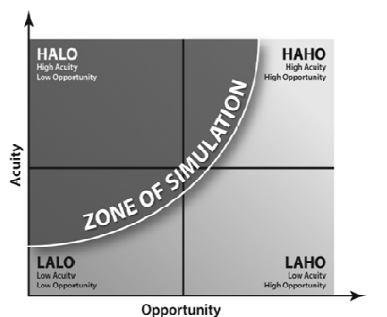 HALO
High Acuity
Low Opportunity
HAHO
High Acuity
High Opportunity
ZONE OF SIMULATION
Acuity
LALO
Low Acuity
Low Opportunity
LAHO
Low Acuity
High Opportunity
Opportunity